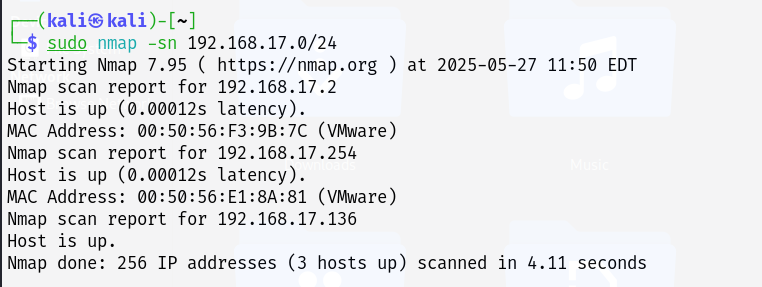 ┌──(kali㉿kali)-[~]
└─$ sudo nmap -sn 192.168.17.0/24
Starting Nmap 7.95 ( https://nmap.org ) at 2025-05-27 11:50 EDT
Nmap scan report for 192.168.17.2
Host is up (0.00012s latency).
MAC Address: 00:50:56:F3:9B:7C (VMware)
Nmap scan report for 192.168.17.254
Host is up (0.00012s latency).
MAC Address: 00:50:56:E1:8A:81 (VMware)
Nmap scan report for 192.168.17.136
Host is up.
Nmap done: 256 IP addresses (3 hosts up) scanned in 4.11 seconds
Music